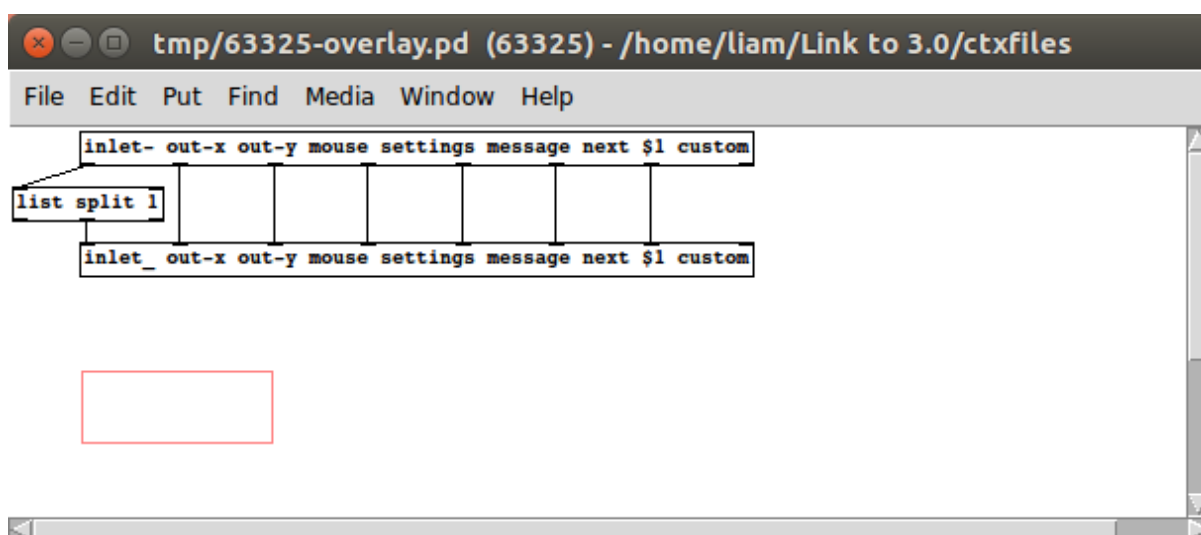 tmp/63325-overlay.pd (63325) - /home/liam/Link to 3.0/ctxfiles
File Edit Put Find Media Window Help
inlet- out-x out-y mouse settings message next $1 custom
list split 1
inlet_ out-x out-y mouse settings message next $1 custom